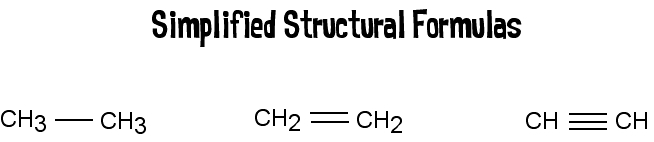 Simplified Structural Formulas
CH3 — CH3 CH2 = CH2 CH ≡ CH